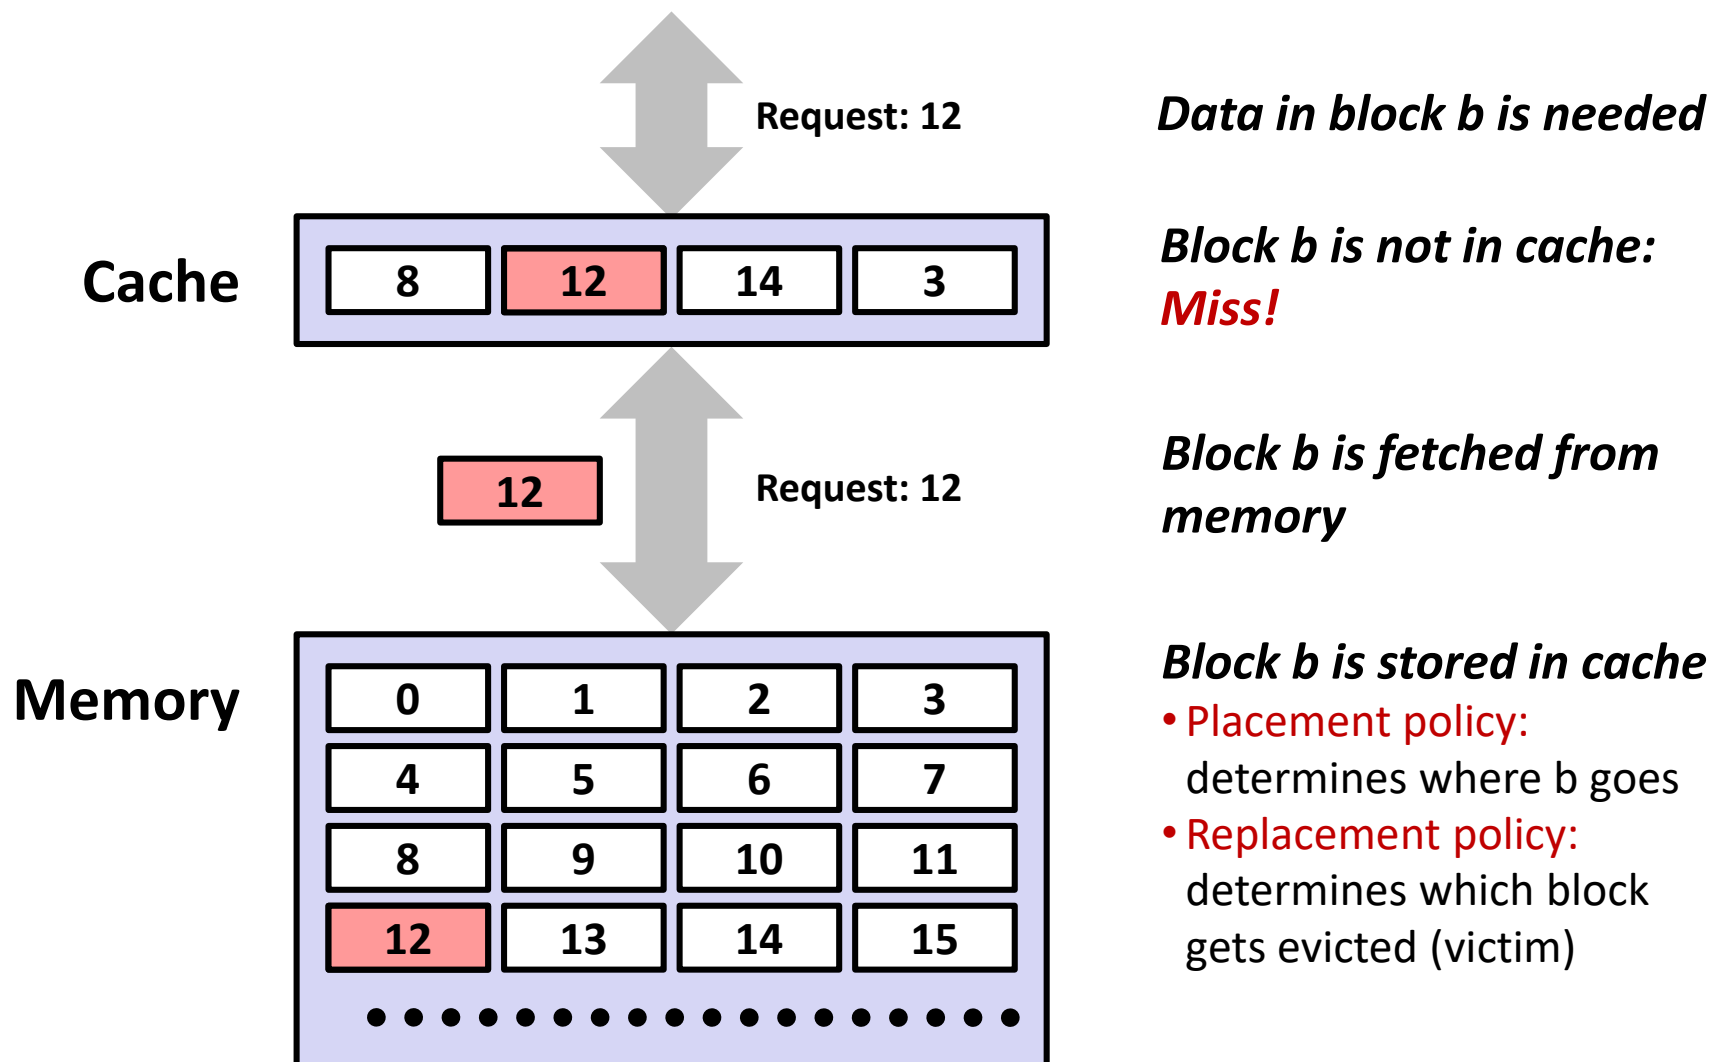 Request: 12
Data in block b is needed
Cache
8 12 14 3
Block b is not in cache:
Miss!
12
Request: 12
Block b is fetched from
memory
Memory
0 1 2 3
4 5 6 7
8 9 10 11
12 13 14 15
Block b is stored in cache
• Placement policy:
determines where b goes
• Replacement policy:
determines which block
gets evicted (victim)